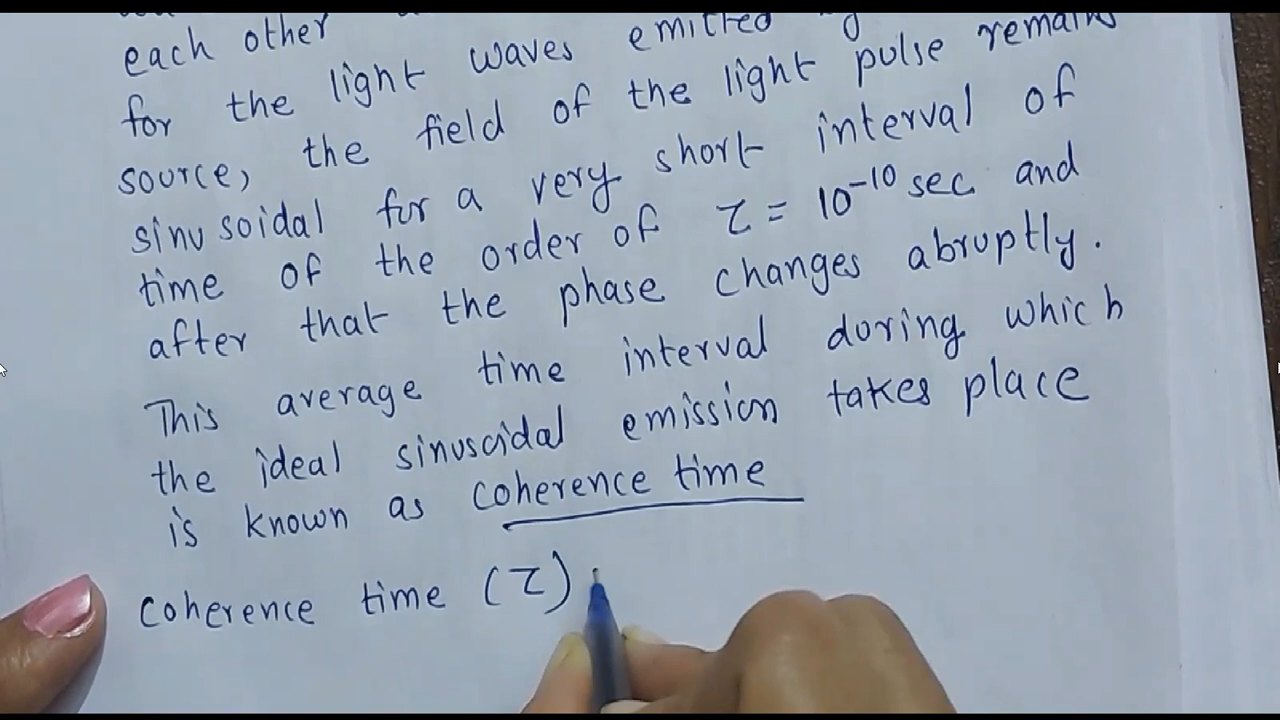 each other
for the light waves emitted
source, the field of the light pulse remains
sinusoidal for a very short interval of
time of the order of τ = 10⁻¹⁰ sec and
after that the phase changes abruptly.
This average time interval during which
the ideal sinusoidal emission takes place
is known as coherence time
coherence time (τ)